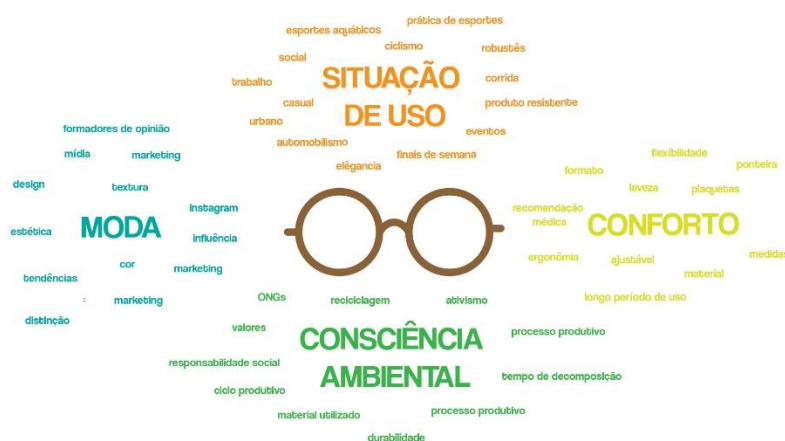 prática de esportes
esportes aquáticos
ciclismo
robustês
social
SITUAÇÃO
DE USO
trabalho
corrida
casual
produto resistente
urbano
eventos
automobilismo
finais de semana
elêgancia
formadores de opinião
mídia
marketing
design
textura
Instagram
estética
MODA
influência
cor
marketing
tendências
marketing
distinção
flexibilidade
ponteira
formato
leveza
plaquetas
recomendação
médica
CONFORTO
ergonômia
ajustável
medidas
material
longo período de uso
ONGs
reciciclagem
ativismo
valores
CONSCIÊNCIA
AMBIENTAL
processo produtivo
responsabilidade social
tempo de decomposição
ciclo produtivo
material utilizado
processo produtivo
durabilidade